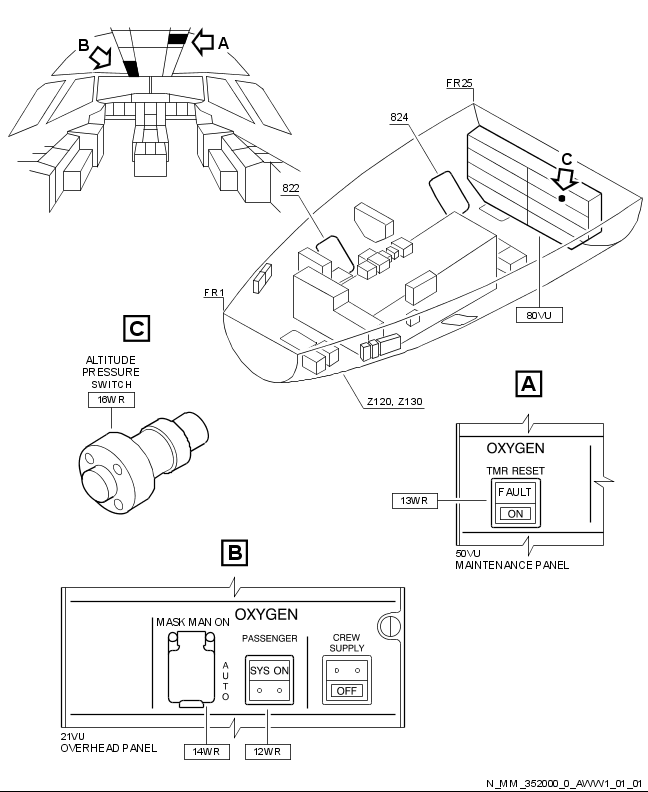 B
A
FR25
824
C
822
FR1
80VU
C
ALTITUDE
PRESSURE
SWITCH
16WR
Z120, Z130
A
OXYGEN
TMR RESET
FAULT
ON
13WR
50VU
MAINTENANCE PANEL
B
OXYGEN
MASK MAN ON
PASSENGER
CREW
SUPPLY
AUTO
SYS ON
OFF
21VU
OVERHEAD PANEL
14WR
12WR
N_MM_352000_0_AVVV1_01_01